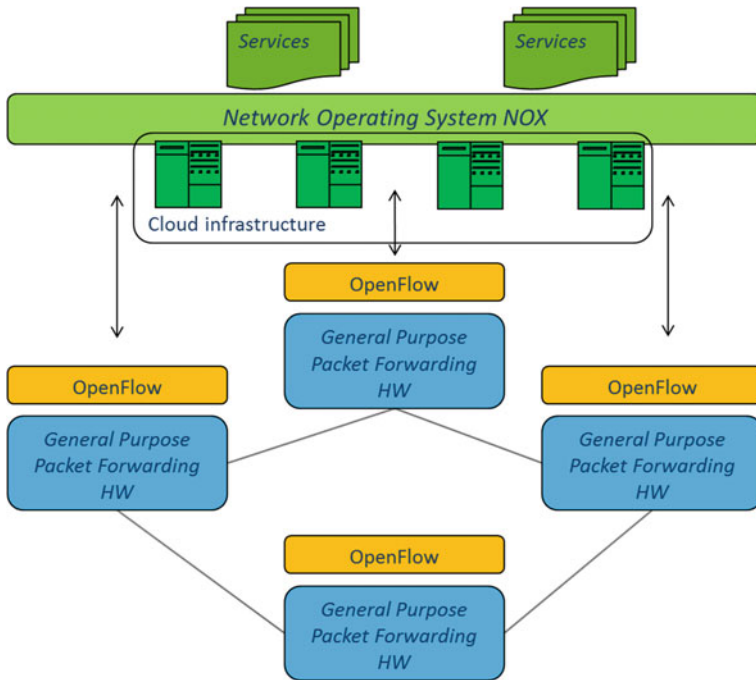 Services
Services
Network Operating System NOX
Cloud infrastructure
OpenFlow
General Purpose
Packet Forwarding
HW
OpenFlow
General Purpose
Packet Forwarding
HW
OpenFlow
General Purpose
Packet Forwarding
HW
OpenFlow
General Purpose
Packet Forwarding
HW